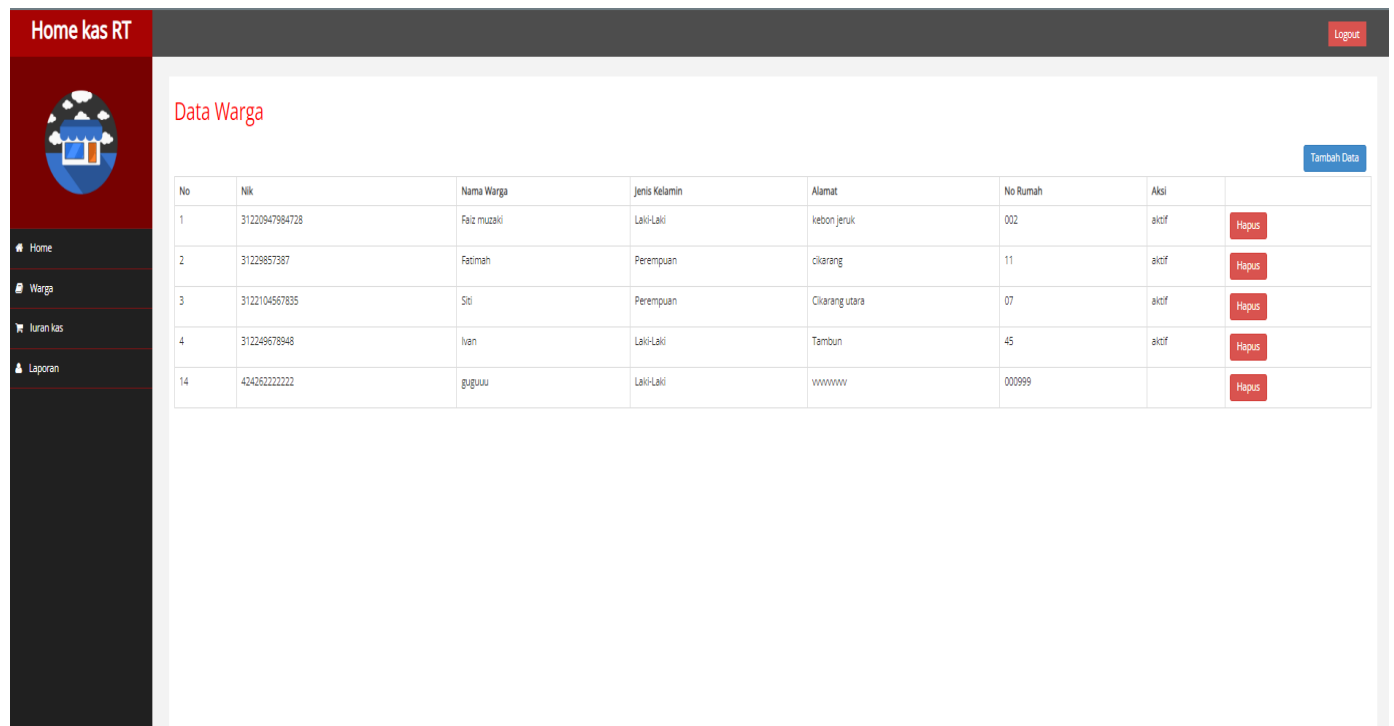 Home kas RT
Logout
Home
Warga
Iuran kas
Laporan
Data Warga
Tambah Data
No Nik Nama Warga Jenis Kelamin Alamat No Rumah Aksi
1 31220947984728 Faiz muzaki Laki-Laki kebon jeruk 002 aktif Hapus
2 31229857387 Fatimah Perempuan cikarang 11 aktif Hapus
3 3122104567835 Siti Perempuan Cikarang utara 07 aktif Hapus
4 312249678948 Ivan Laki-Laki Tambun 45 aktif Hapus
14 424262222222 guguuu Laki-Laki 000999 Hapus